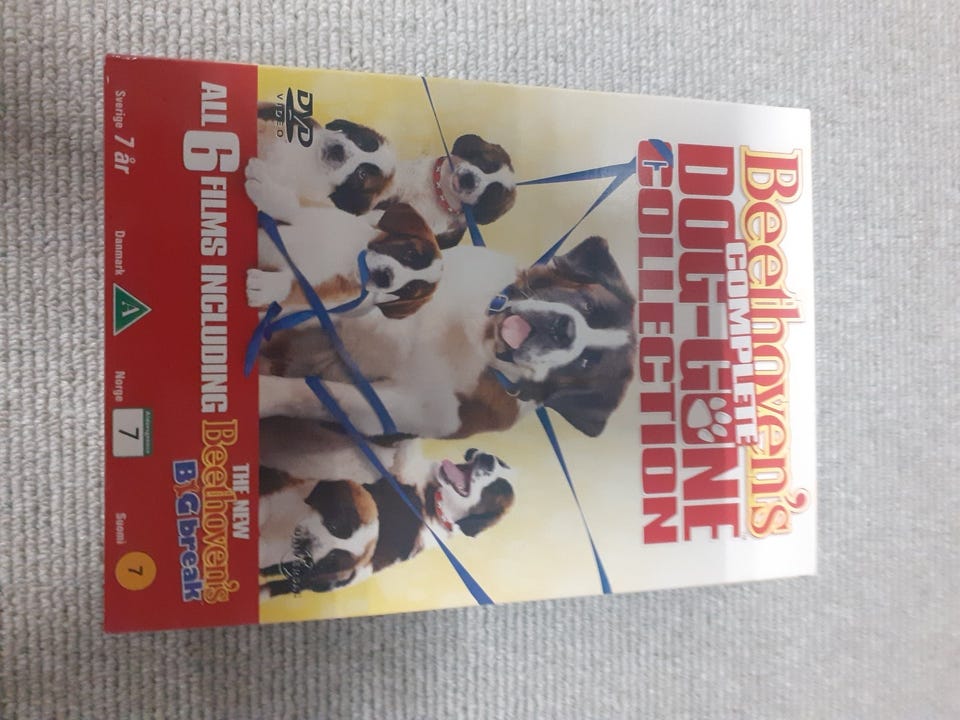 Beethoven's
COMPLETE
DOG-GONE
COLLECTION
DVD
VIDEO
UNIVERSAL
ALL 6 FILMS INCLUDING
THE NEW
Beethoven's
BIG break
Sverige 7 år
Danmark A
Norge 7
Suomi 7